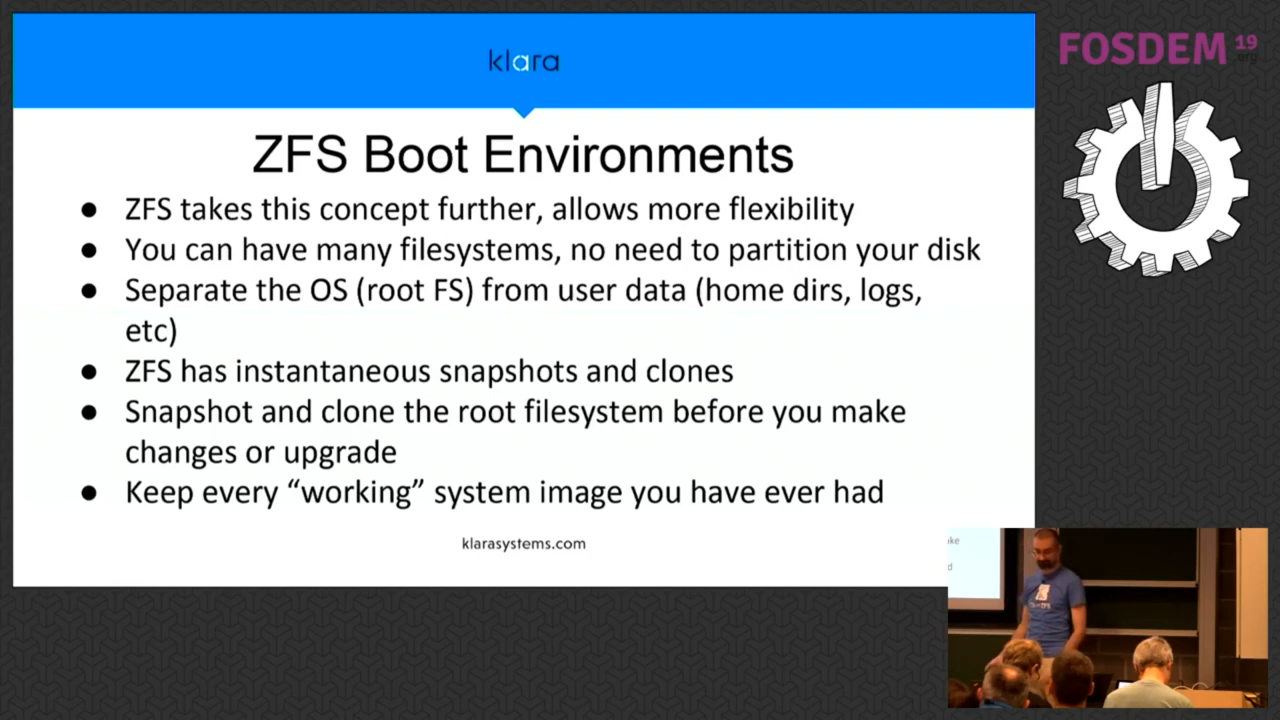 klara
FOSDEM 19
.org
ZFS Boot Environments
● ZFS takes this concept further, allows more flexibility
● You can have many filesystems, no need to partition your disk
● Separate the OS (root FS) from user data (home dirs, logs,
etc)
● ZFS has instantaneous snapshots and clones
● Snapshot and clone the root filesystem before you make
changes or upgrade
● Keep every “working” system image you have ever had
klarasystems.com